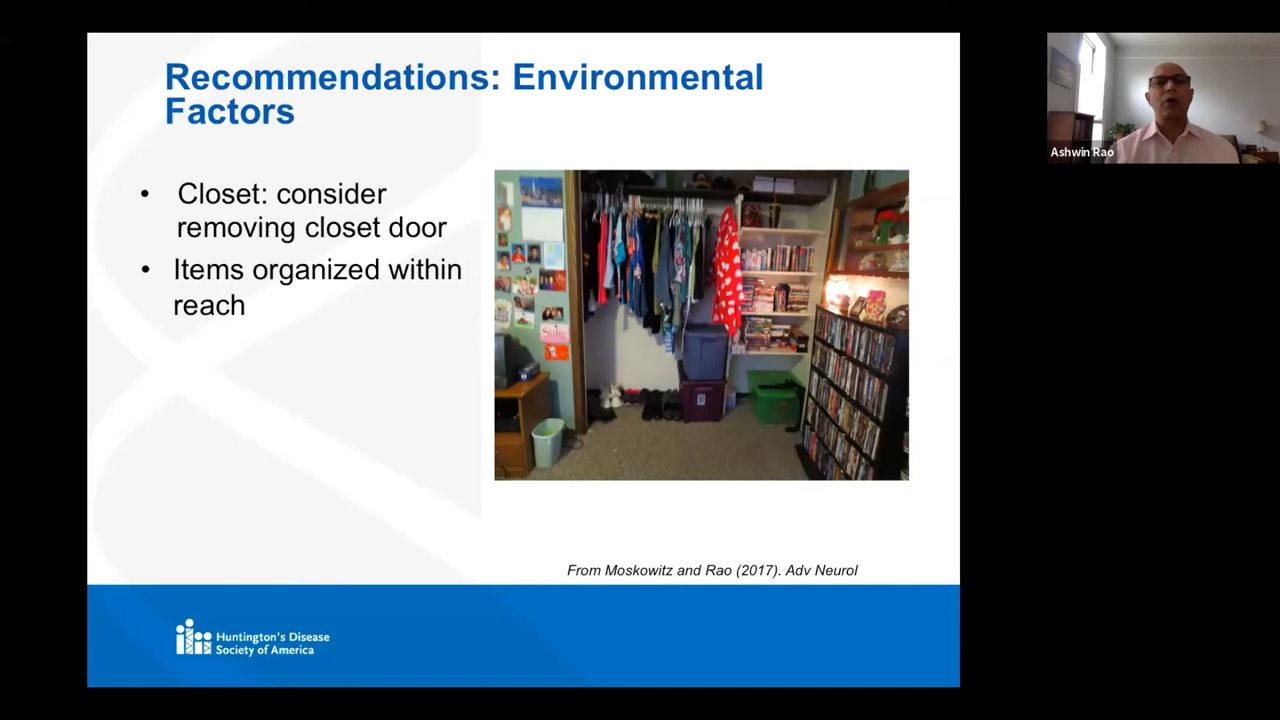 Recommendations: Environmental
Factors
• Closet: consider
removing closet door
• Items organized within
reach
Ashwin Rao
From Moskowitz and Rao (2017). Adv Neurol
Huntington's Disease
Society of America